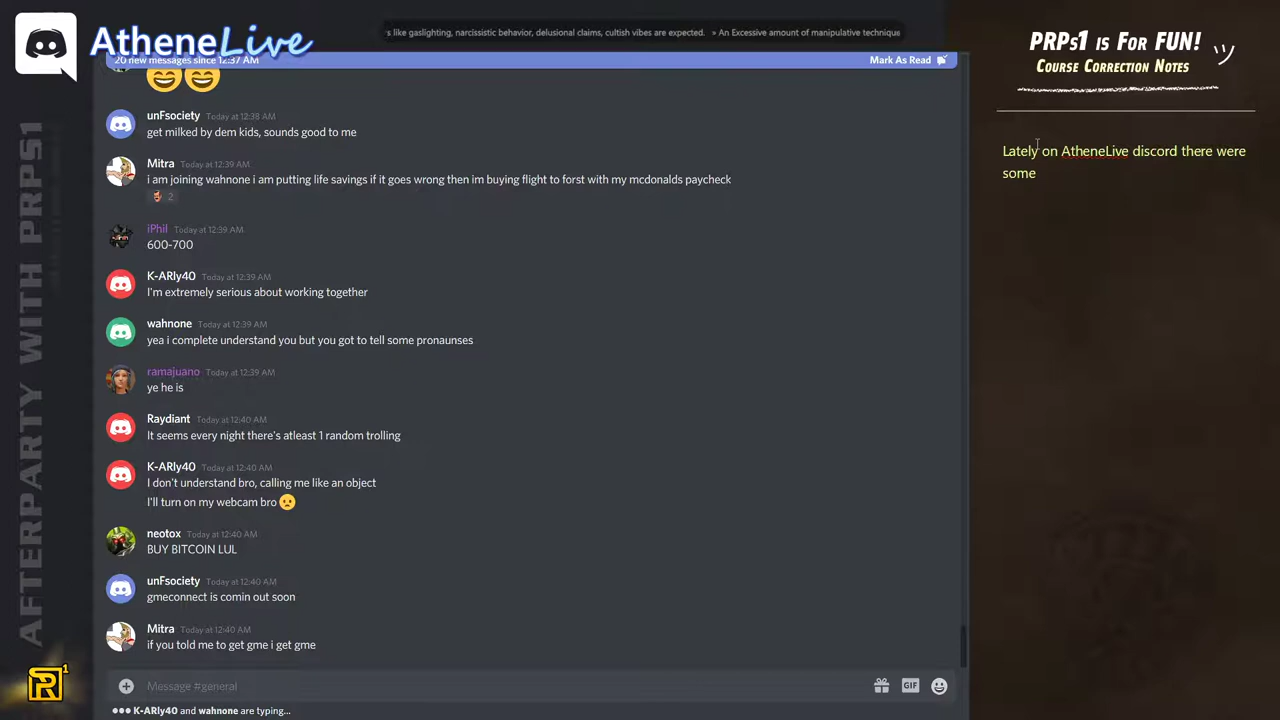 AtheneLive
s like gaslighting, narcissistic behavior, delusional claims, cultish vibes are expected. » An Excessive amount of manipulative technique
20 new messages since 12:37 AM
Mark As Read
unFsociety Today at 12:38 AM
get milked by dem kids, sounds good to me
Mitra Today at 12:39 AM
i am joining wahnone i am putting life savings if it goes wrong then im buying flight to forst with my mcdonalds paycheck
2
iPhil Today at 12:39 AM
600-700
K-ARly40 Today at 12:39 AM
I'm extremely serious about working together
wahnone Today at 12:39 AM
yea i complete understand you but you got to tell some pronaunses
ramajuano Today at 12:39 AM
ye he is
Raydiant Today at 12:40 AM
It seems every night there's atleast 1 random trolling
K-ARly40 Today at 12:40 AM
I don't understand bro, calling me like an object
I'll turn on my webcam bro
neotox Today at 12:40 AM
BUY BITCOIN LUL
unFsociety Today at 12:40 AM
gmeconnect is comin out soon
Mitra Today at 12:40 AM
if you told me to get gme i get gme
Message #general
GIF
K-ARly40 and wahnone are typing...
AFTERPARTY WITH PRPS1
R1
PRPs1 is For FUN!
Course Correction Notes
Lately on AtheneLive discord there were
some